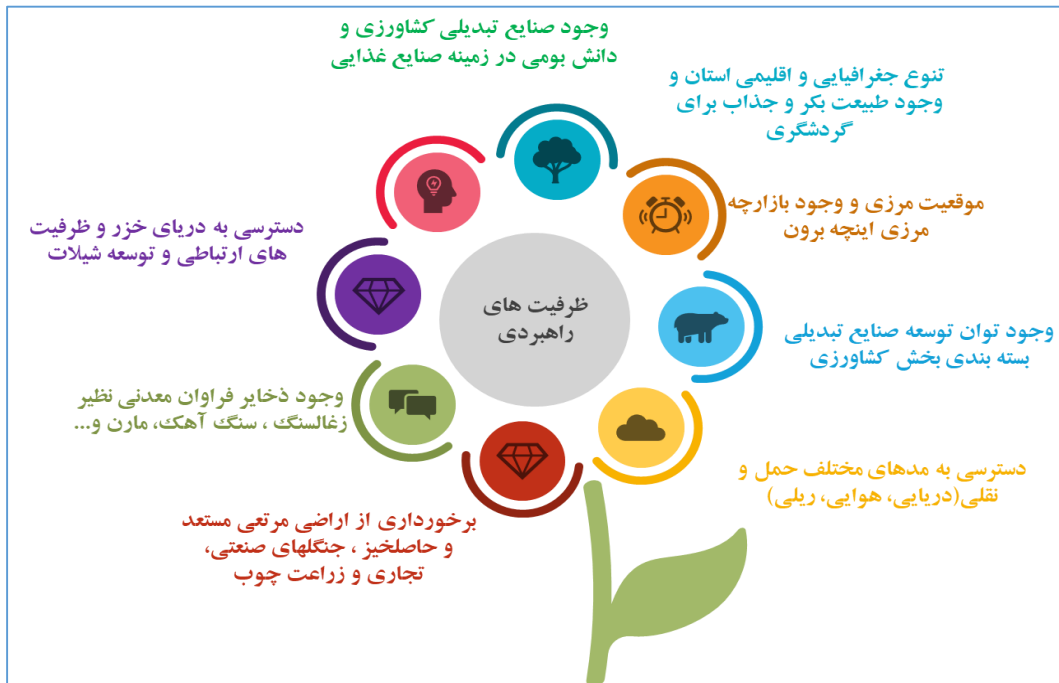 وجود صنایع تبدیلی کشاورزی و
دانش بومی در زمینه صنایع غذایی
تنوع جغرافیایی و اقلیمی استان و
وجود طبیعت بکر و جذاب برای
گردشگری
موقعیت مرزی و وجود بازارچه
مرزی اینچه برون
وجود توان توسعه صنایع تبدیلی
بسته بندی بخش کشاورزی
دسترسی به مدهای مختلف حمل و
نقلی(دریایی، هوایی، ریلی)
برخورداری از اراضی مرتعی مستعد
و حاصلخیز ، جنگلهای صنعتی،
تجاری و زراعت چوب
وجود ذخایر فراوان معدنی نظیر
زغالسنگ ، سنگ آهک، مارن و...
دسترسی به دریای خزر و ظرفیت
های ارتباطی و توسعه شیلات
ظرفیت های
راهبردی